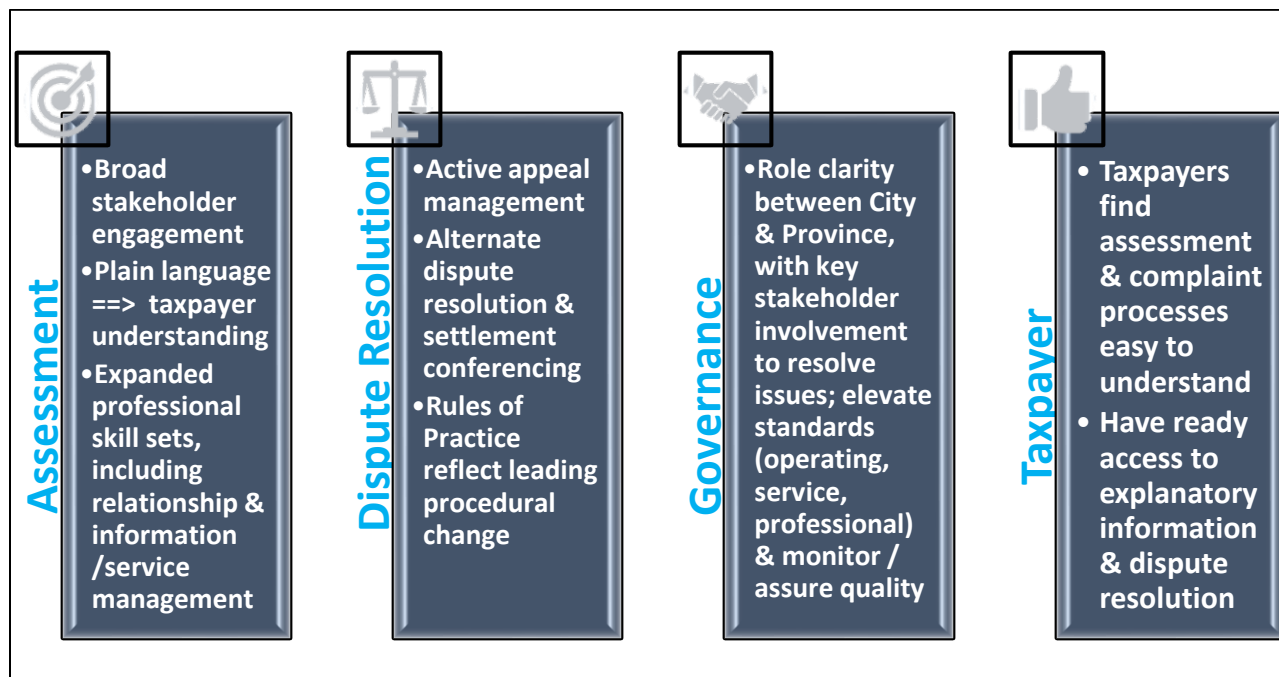 Assessment
•Broad
stakeholder
engagement
•Plain language
==> taxpayer
understanding
•Expanded
professional
skill sets,
including
relationship &
information
/service
management
Dispute Resolution
•Active appeal
management
•Alternate
dispute
resolution &
settlement
conferencing
•Rules of
Practice
reflect leading
procedural
change
Governance
•Role clarity
between City
& Province,
with key
stakeholder
involvement
to resolve
issues; elevate
standards
(operating,
service,
professional)
& monitor /
assure quality
Taxpayer
• Taxpayers
find
assessment
& complaint
processes
easy to
understand
• Have ready
access to
explanatory
information
& dispute
resolution